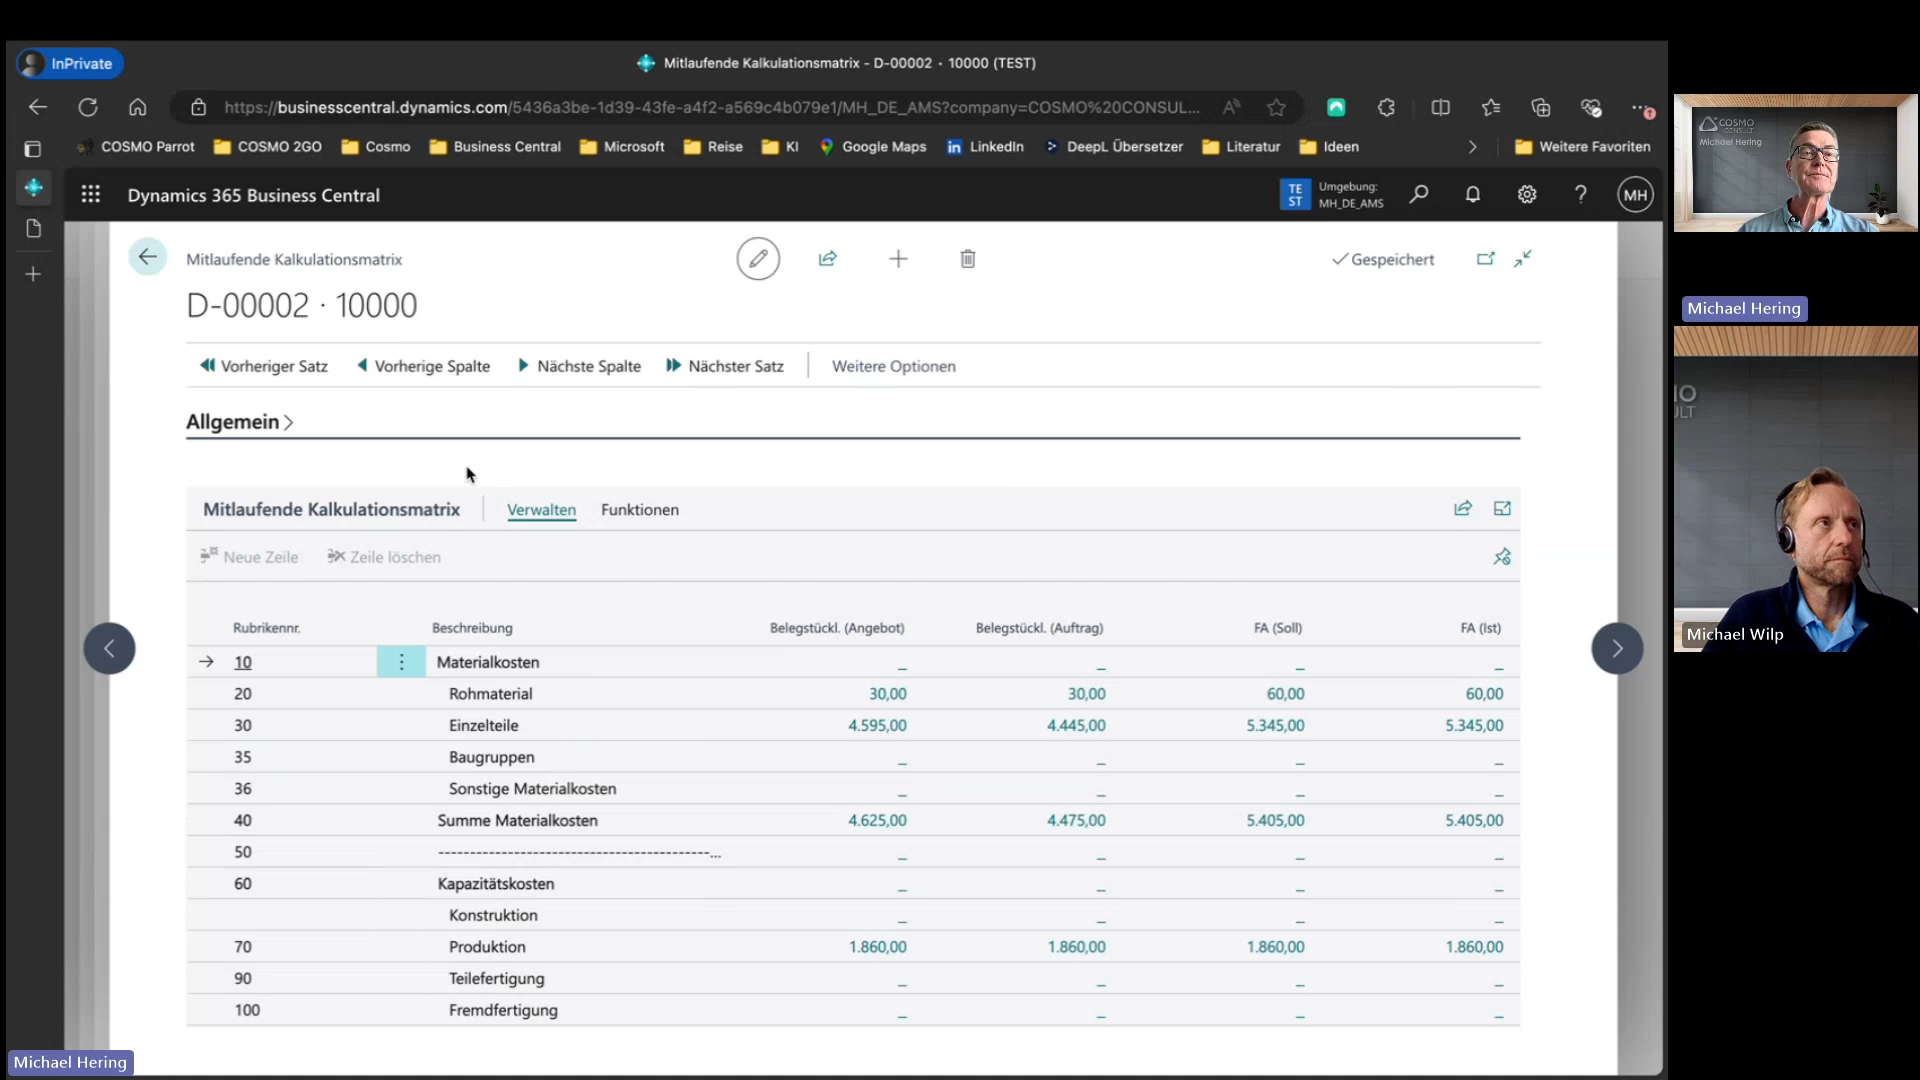 InPrivate
Mitlaufende Kalkulationsmatrix - D-00002 · 10000 (TEST)
https://businesscentral.dynamics.com/5436a3be-1d39-43fe-a4f2-a569c4b079e1/MH_DE_AMS?company=COSMO%20CONSUL...
COSMO Parrot COSMO 2GO Cosmo Business Central Microsoft Reise KI Google Maps LinkedIn DeepL Übersetzer Literatur Ideen Weitere Favoriten
Dynamics 365 Business Central
TE ST
Umgebung:
MH_DE_AMS
MH
Mitlaufende Kalkulationsmatrix
Gespeichert
D-00002 · 10000
Vorheriger Satz Vorherige Spalte Nächste Spalte Nächster Satz Weitere Optionen
Allgemein
Mitlaufende Kalkulationsmatrix Verwalten Funktionen
Neue Zeile Zeile löschen
Rubrikennr. Beschreibung Belegstückl. (Angebot) Belegstückl. (Auftrag) FA (Soll) FA (Ist)
10 Materialkosten _ _ _ _
20 Rohmaterial 30,00 30,00 60,00 60,00
30 Einzelteile 4.595,00 4.445,00 5.345,00 5.345,00
35 Baugruppen _ _ _ _
36 Sonstige Materialkosten _ _ _ _
40 Summe Materialkosten 4.625,00 4.475,00 5.405,00 5.405,00
50 -------------------------------------------... _ _ _ _
60 Kapazitätskosten _ _ _ _
Konstruktion _ _ _ _
70 Produktion 1.860,00 1.860,00 1.860,00 1.860,00
90 Teilefertigung _ _ _ _
100 Fremdfertigung _ _ _ _
Michael Hering
COSMO
CONSULT
Michael Hering
Michael Hering
MO
ULT
Michael Wilp